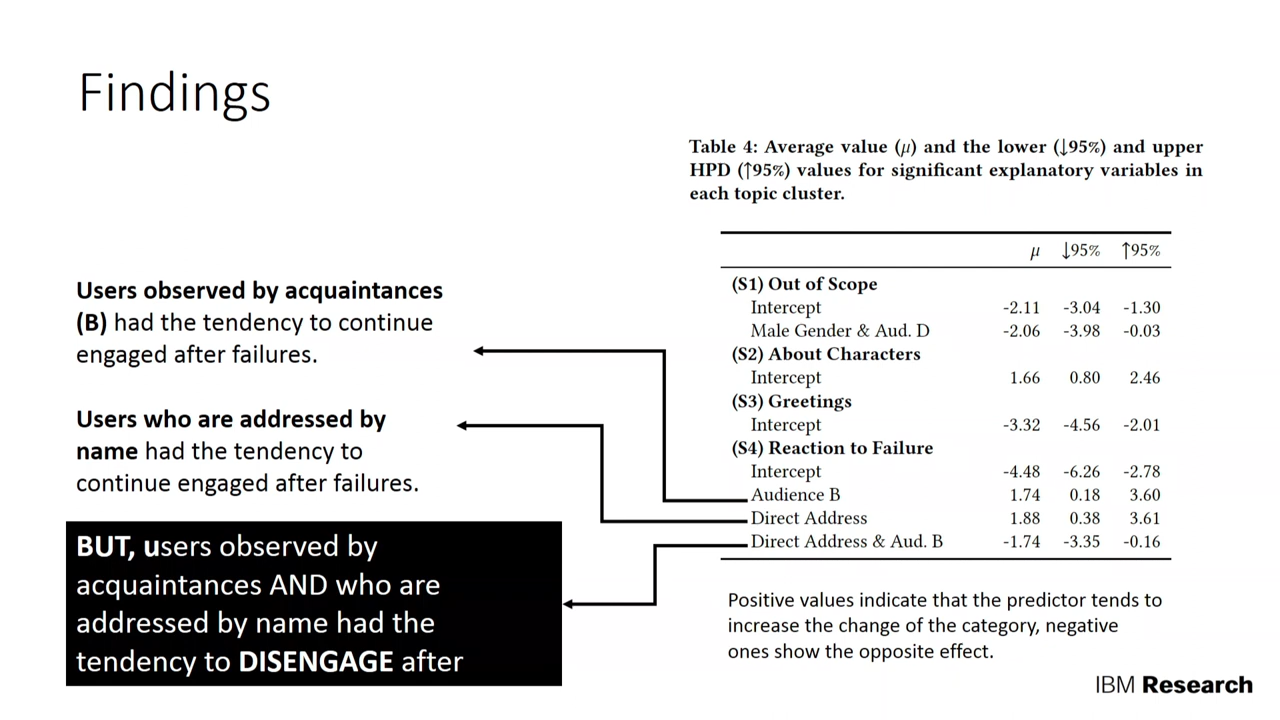 Findings
Table 4: Average value (μ) and the lower (↓95%) and upper
HPD (↑95%) values for significant explanatory variables in
each topic cluster.
μ ↓95% ↑95%
(S1) Out of Scope
Intercept -2.11 -3.04 -1.30
Male Gender & Aud. D -2.06 -3.98 -0.03
(S2) About Characters
Intercept 1.66 0.80 2.46
(S3) Greetings
Intercept -3.32 -4.56 -2.01
(S4) Reaction to Failure
Intercept -4.48 -6.26 -2.78
Audience B 1.74 0.18 3.60
Direct Address 1.88 0.38 3.61
Direct Address & Aud. B -1.74 -3.35 -0.16
Users observed by acquaintances
(B) had the tendency to continue
engaged after failures.
Users who are addressed by
name had the tendency to
continue engaged after failures.
BUT, users observed by
acquaintances AND who are
addressed by name had the
tendency to DISENGAGE after
Positive values indicate that the predictor tends to
increase the change of the category, negative
ones show the opposite effect.
IBM Research